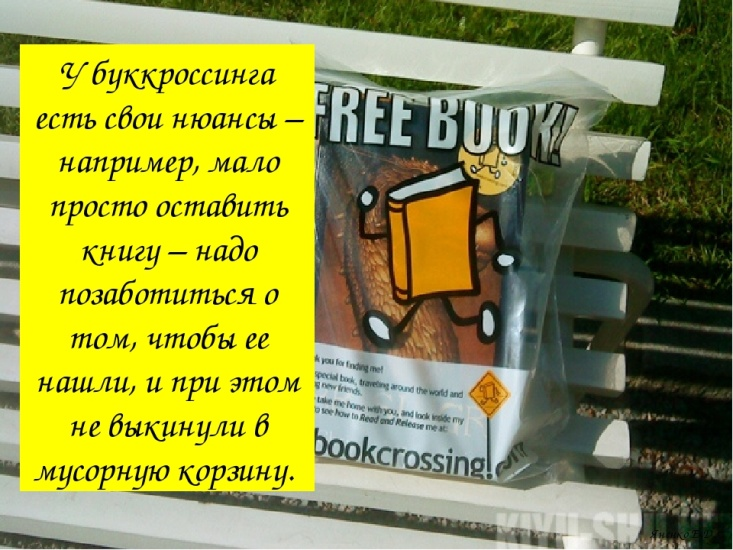 У буккроссинга
есть свои нюансы –
например, мало
просто оставить
книгу – надо
позаботиться о
том, чтобы ее
нашли, и при этом
не выкинули в
мусорную корзину.
FREE BOOK!
you for finding me!
special book, traveling around the world and
new friends.
take me home with you, and look inside my
to see how to Read and Release me at:
bookcrossing